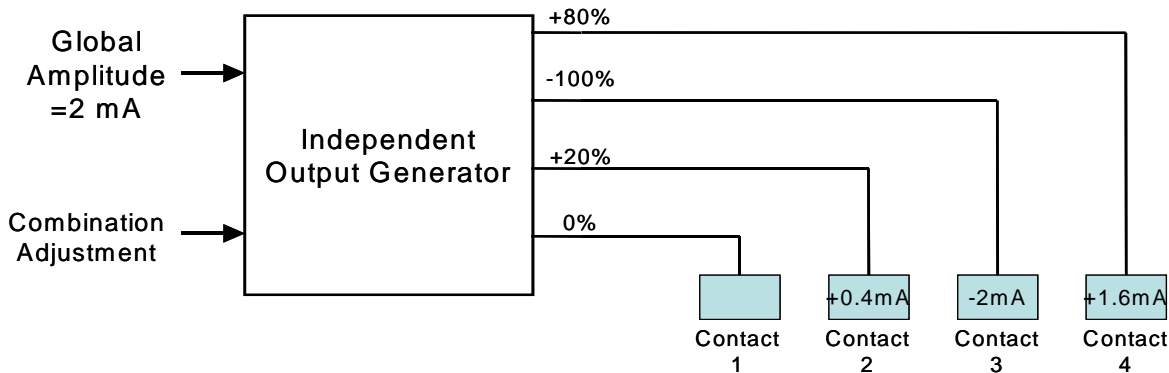 Global
Amplitude
=2 mA
Combination
Adjustment
Independent
Output Generator
+80%
-100%
+20%
0%
+0.4mA
-2mA
+1.6mA
Contact
1
Contact
2
Contact
3
Contact
4